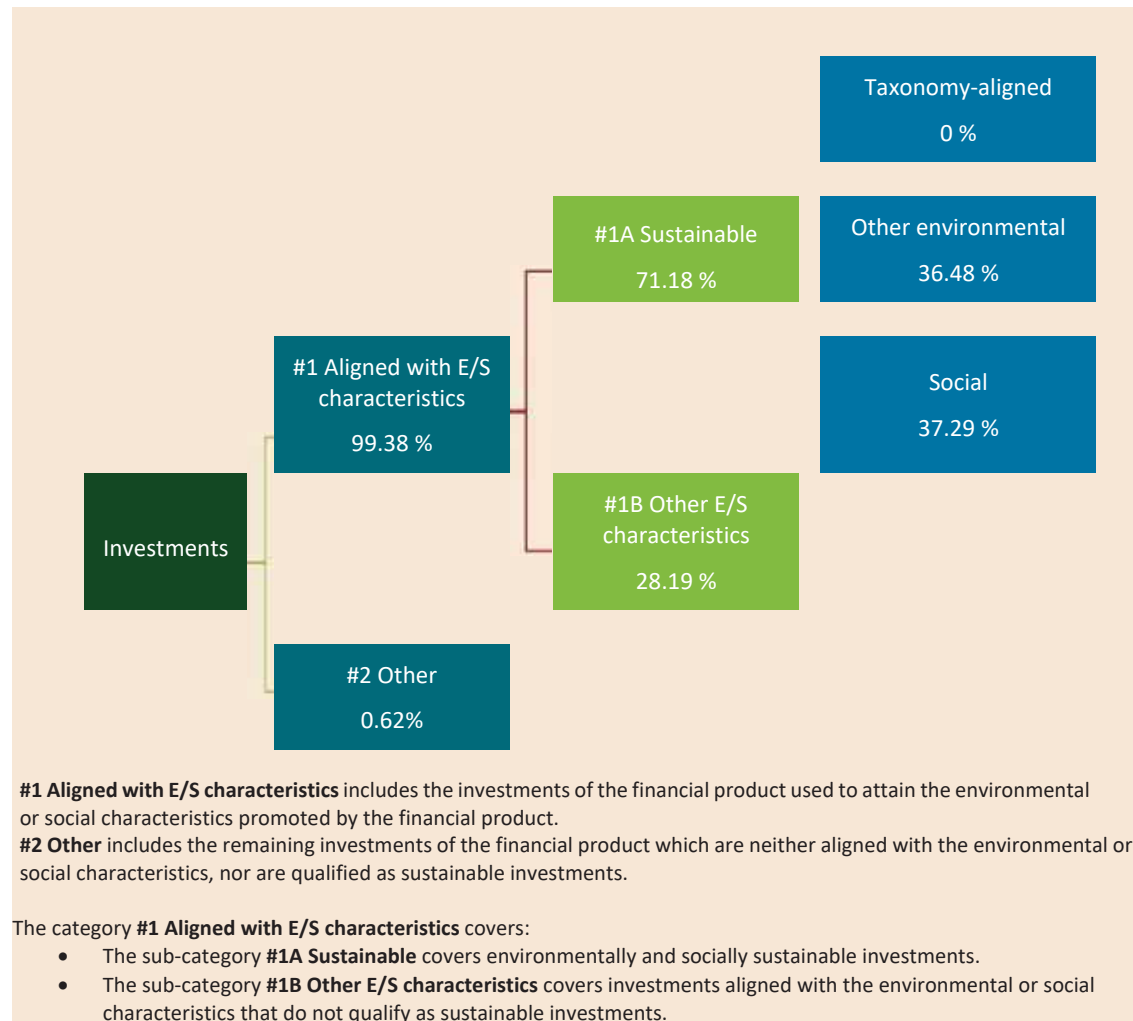 Taxonomy-aligned
0 %
#1A Sustainable
71.18 %
Other environmental
36.48 %
#1 Aligned with E/S
characteristics
99.38 %
Social
37.29 %
Investments
#1B Other E/S
characteristics
28.19 %
#2 Other
0.62%
#1 Aligned with E/S characteristics includes the investments of the financial product used to attain the environmental
or social characteristics promoted by the financial product.
#2 Other includes the remaining investments of the financial product which are neither aligned with the environmental or
social characteristics, nor are qualified as sustainable investments.
The category #1 Aligned with E/S characteristics covers:
• The sub-category #1A Sustainable covers environmentally and socially sustainable investments.
• The sub-category #1B Other E/S characteristics covers investments aligned with the environmental or social
characteristics that do not qualify as sustainable investments.